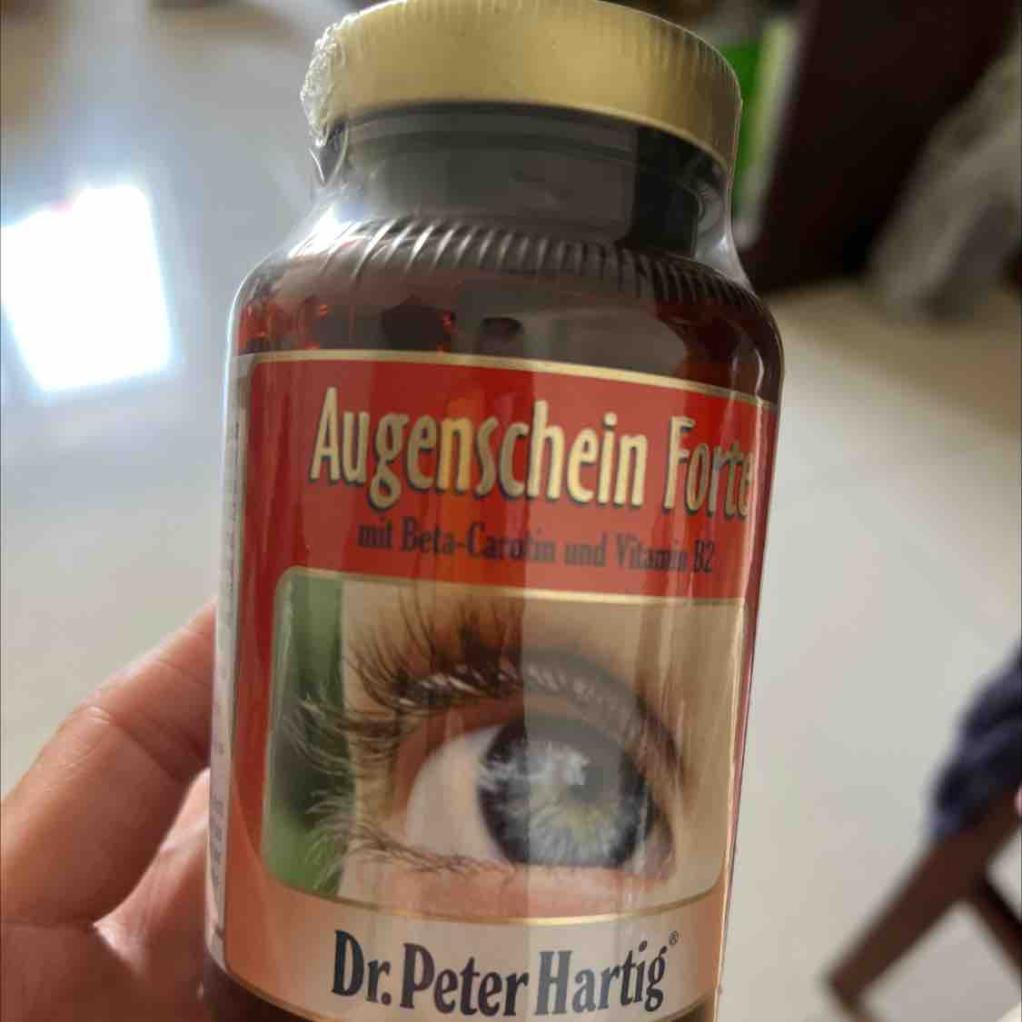 Augenschein Forte
mit Beta-Carotin und Vitamin B2
Dr. Peter Hartig®